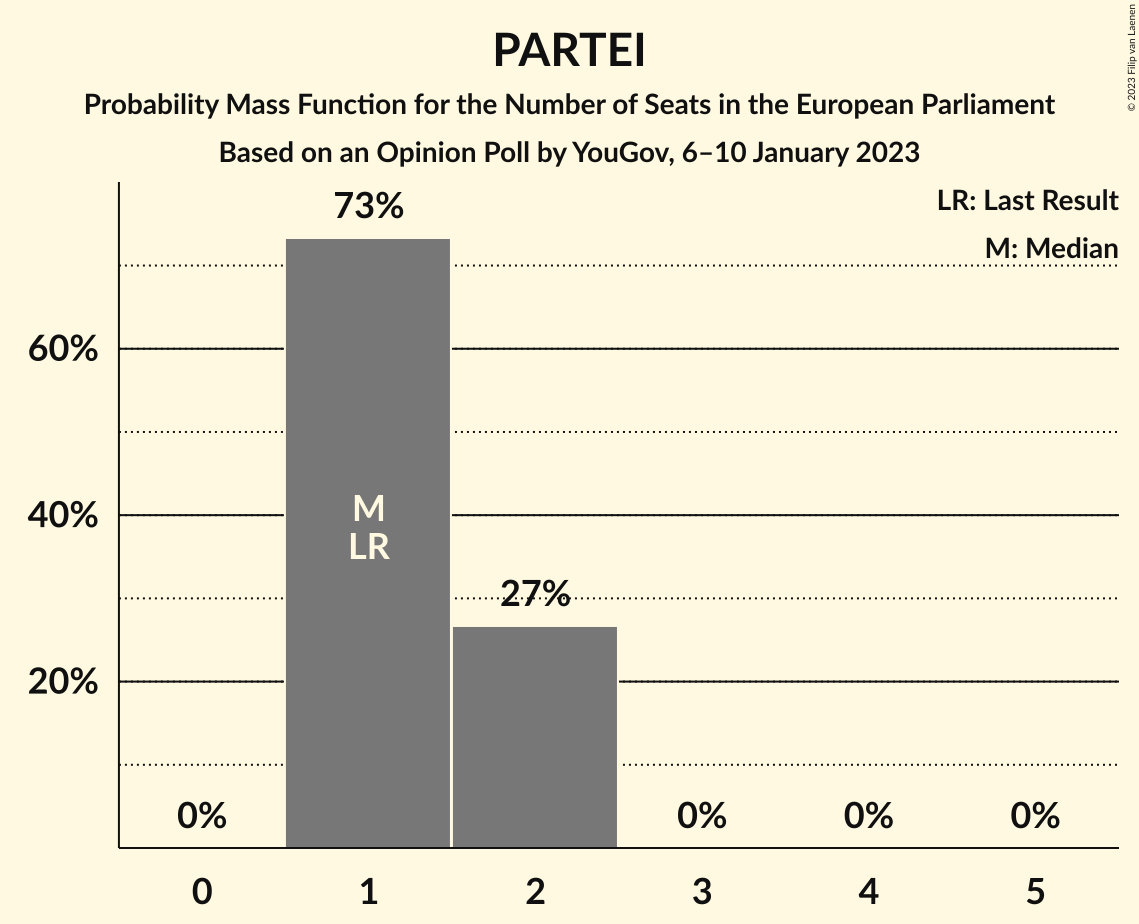 PARTEI
Probability Mass Function for the Number of Seats in the European Parliament
Based on an Opinion Poll by YouGov, 6–10 January 2023
© 2023 Filip van Laenen
LR: Last Result
M: Median
73%
60%
40%
20%
M
LR
27%
0%
0%
0%
0%
0 1 2 3 4 5